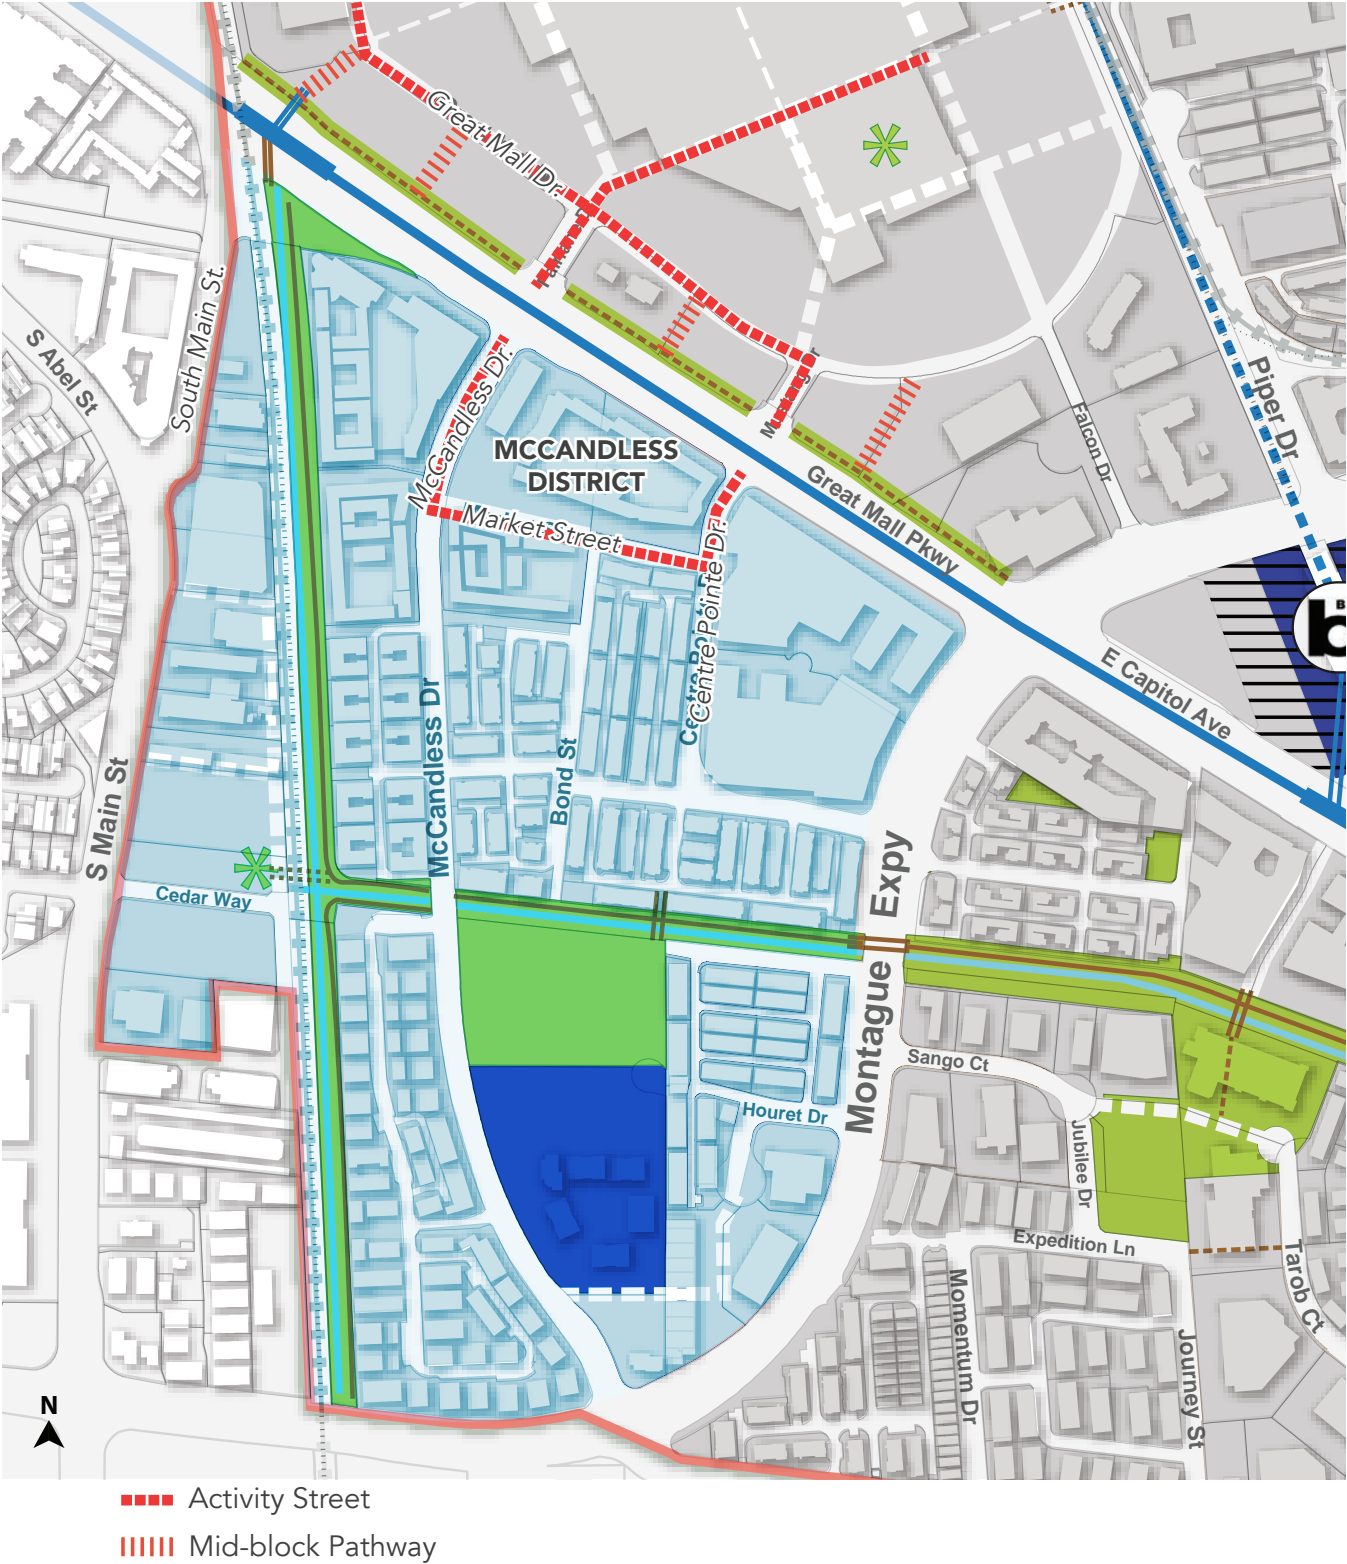 Great Mall Dr.
South Main St.
S Abel St
McCandless Dr.
MCCANDLESS
DISTRICT
Market Street
CentrePointe Dr.
Great Mall Pkwy
Falcon Dr
Piper Dr
B
b
E Capitol Ave
McCandless Dr
Bond St
S Main St
Cedar Way
Montague Expy
Sango Ct
Houret Dr
Jubilee Dr
Expedition Ln
Tarob Ct
Momentum Dr
Journey St
N
Activity Street
Mid-block Pathway